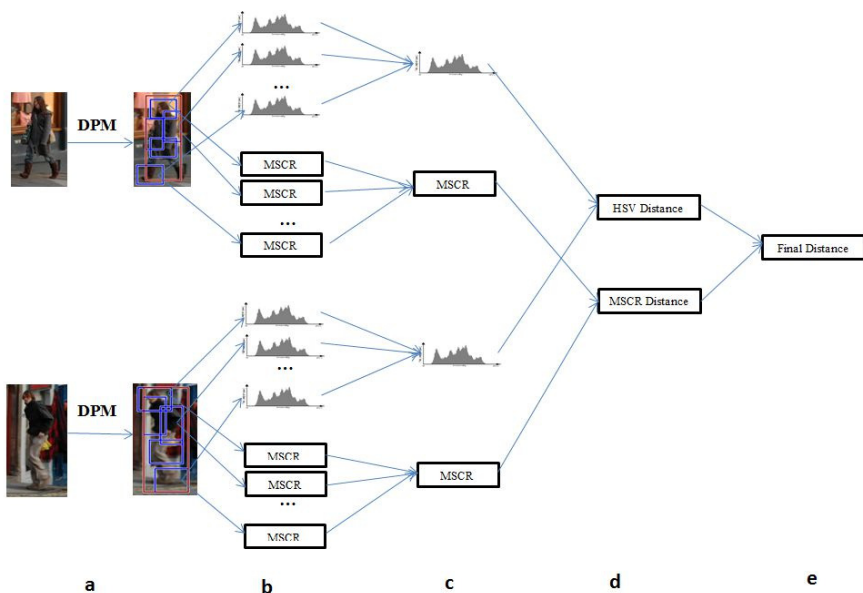 ...
DPM
MSCR
MSCR
...
MSCR
MSCR
HSV Distance
Final Distance
MSCR Distance
...
DPM
MSCR
MSCR
...
MSCR
MSCR
a
b
c
d
e